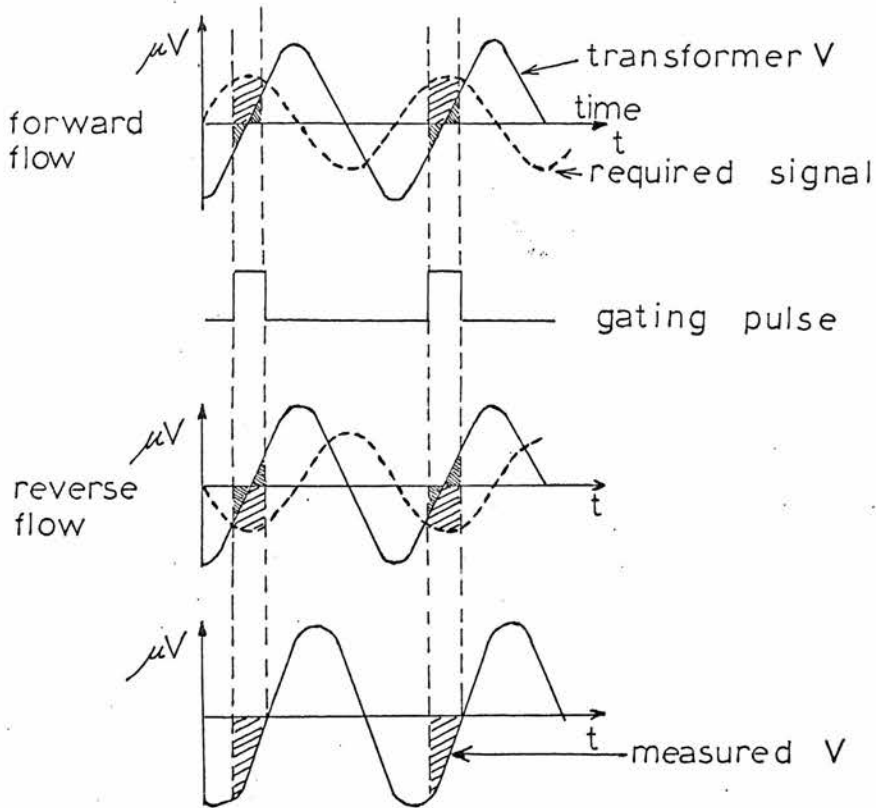 μV
transformer V
forward
flow
time
t
required signal
gating pulse
μV
reverse
flow
t
μV
t
measured V